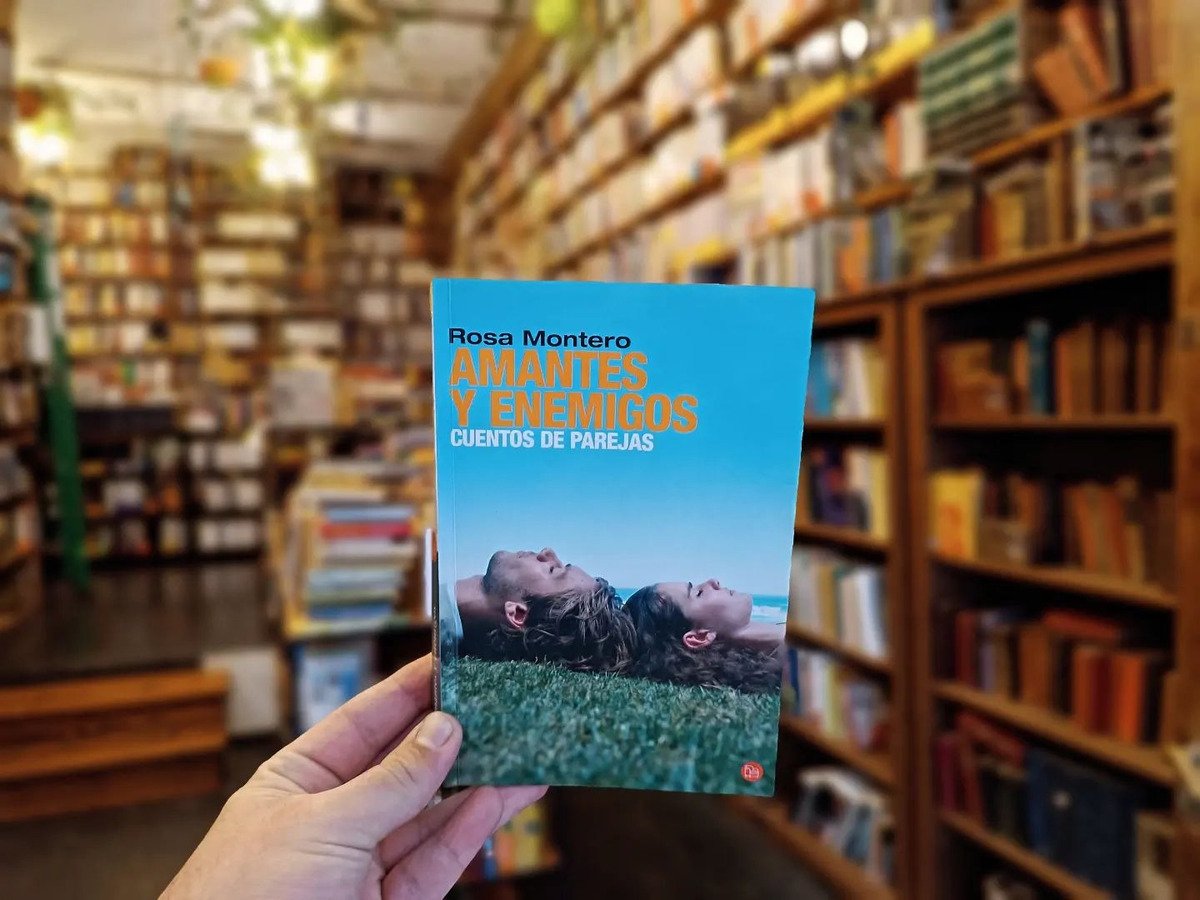 Rosa Montero
AMANTES
Y ENEMIGOS
CUENTOS DE PAREJAS